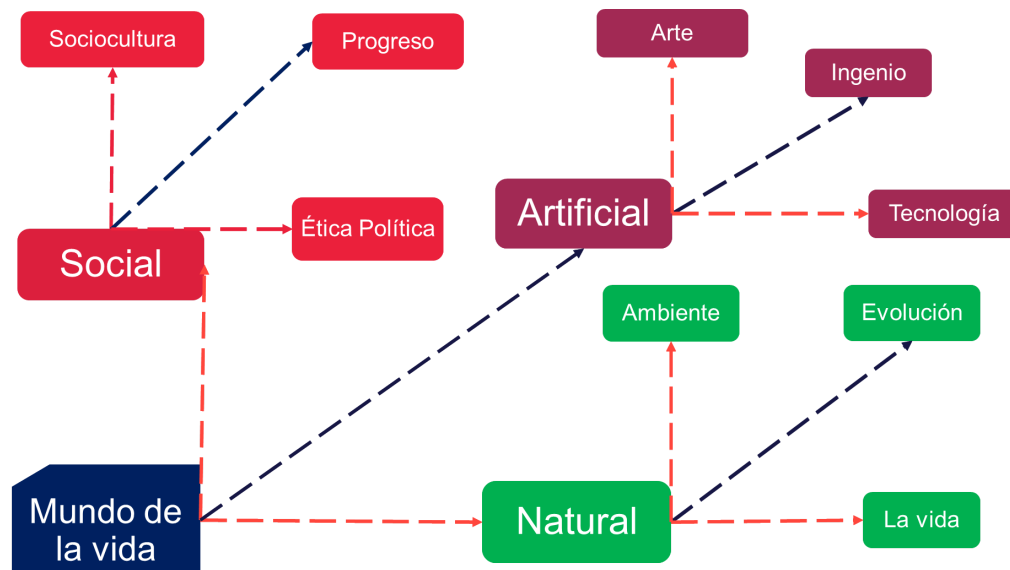 Sociocultura
Progreso
Arte
Ingenio
Ética Política
Artificial
Tecnología
Social
Ambiente
Evolución
Mundo de
la vida
Natural
La vida